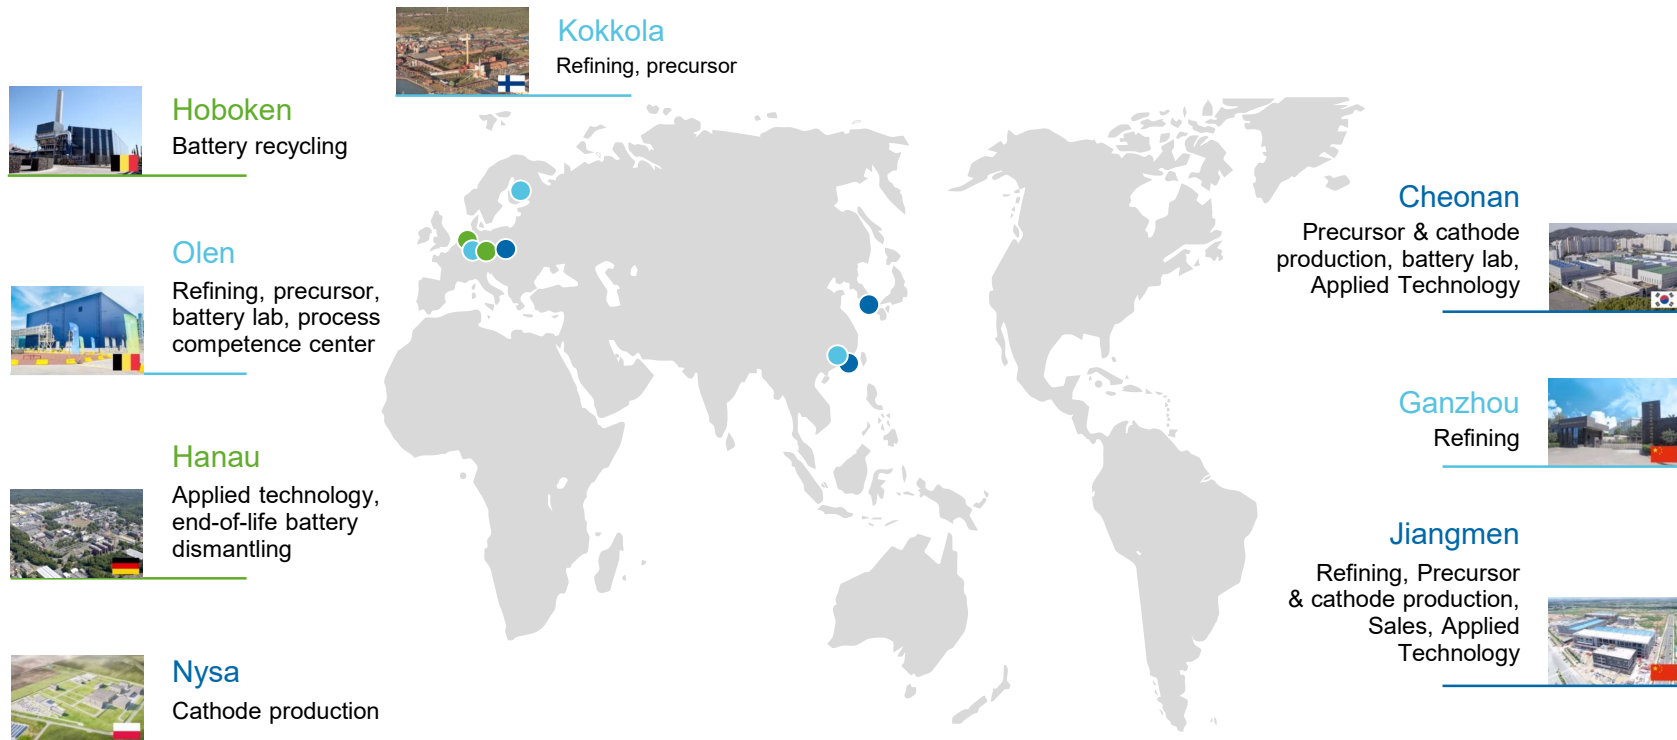 Kokkola
Refining, precursor
Hoboken
Battery recycling
Olen
Refining, precursor,
battery lab, process
competence center
Hanau
Applied technology,
end-of-life battery
dismantling
Nysa
Cathode production
Cheonan
Precursor & cathode
production, battery lab,
Applied Technology
Ganzhou
Refining
Jiangmen
Refining, Precursor
& cathode production,
Sales, Applied
Technology